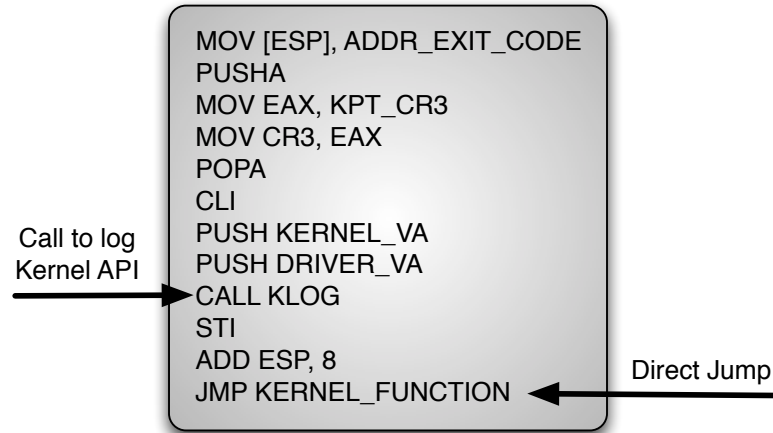 MOV [ESP], ADDR_EXIT_CODE
PUSHA
MOV EAX, KPT_CR3
MOV CR3, EAX
POPA
CLI
PUSH KERNEL_VA
PUSH DRIVER_VA
CALL KLOG
STI
ADD ESP, 8
JMP KERNEL_FUNCTION
Call to log
Kernel API
Direct Jump